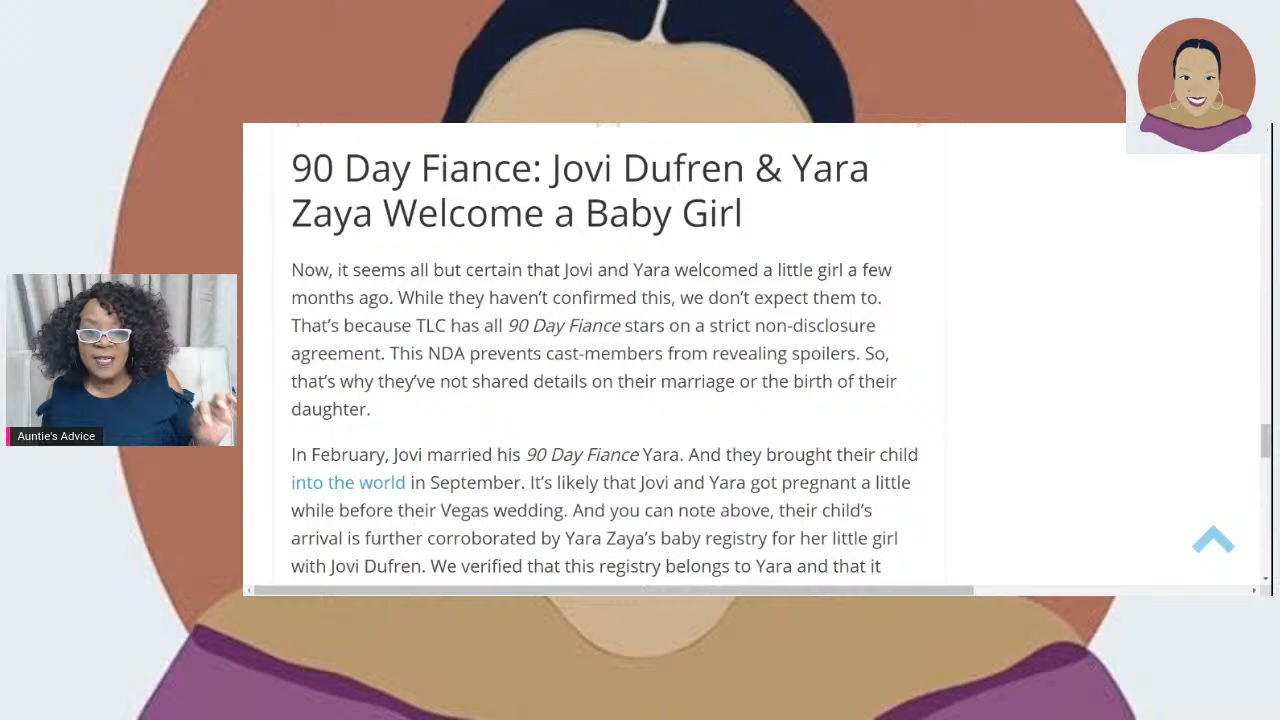 90 Day Fiance: Jovi Dufren & Yara
Zaya Welcome a Baby Girl
Now, it seems all but certain that Jovi and Yara welcomed a little girl a few
months ago. While they haven't confirmed this, we don't expect them to.
That's because TLC has all 90 Day Fiance stars on a strict non-disclosure
agreement. This NDA prevents cast-members from revealing spoilers. So,
that's why they've not shared details on their marriage or the birth of their
daughter.
In February, Jovi married his 90 Day Fiance Yara. And they brought their child
into the world in September. It's likely that Jovi and Yara got pregnant a little
while before their Vegas wedding. And you can note above, their child's
arrival is further corroborated by Yara Zaya's baby registry for her little girl
with Jovi Dufren. We verified that this registry belongs to Yara and that it
Auntie's Advice